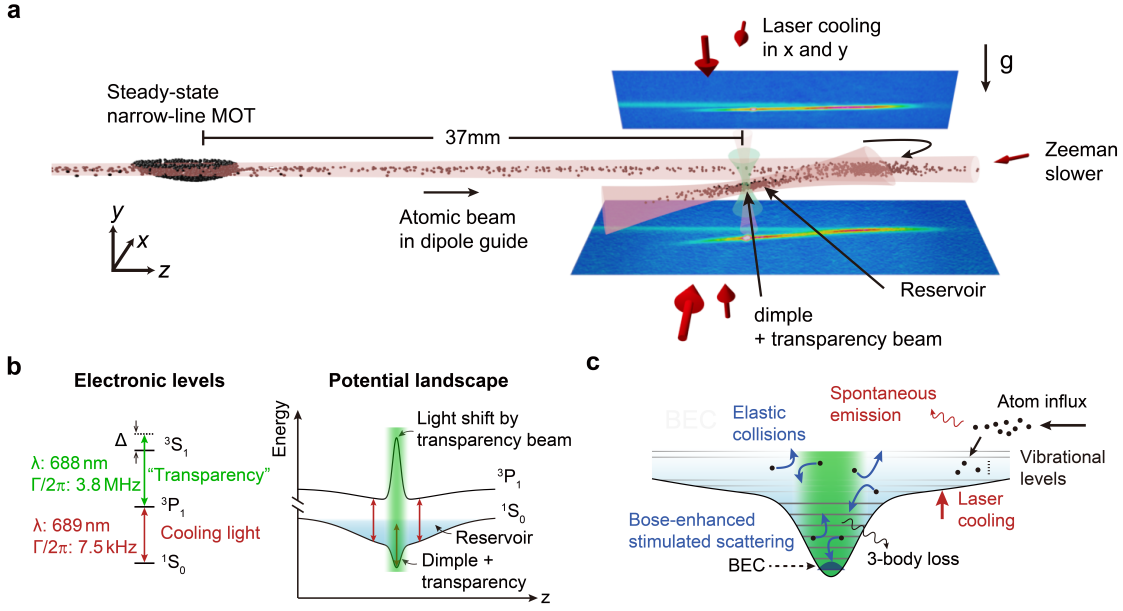 a
Laser cooling
in x and y
g
Steady-state
narrow-line MOT
37mm
Zeeman
slower
Atomic beam
in dipole guide
y
x
z
Reservoir
dimple
+ transparency beam
b
Electronic levels
Δ
³S₁
λ: 688 nm
Γ/2π: 3.8 MHz
“Transparency”
³P₁
λ: 689 nm
Γ/2π: 7.5 kHz
Cooling light
¹S₀
Potential landscape
Energy
Light shift by
transparency beam
³P₁
¹S₀
Reservoir
Dimple +
transparency
z
c
BEC
Spontaneous
emission
Atom influx
Elastic
collisions
Vibrational
levels
Laser
cooling
Bose-enhanced
stimulated scattering
3-body loss
BEC